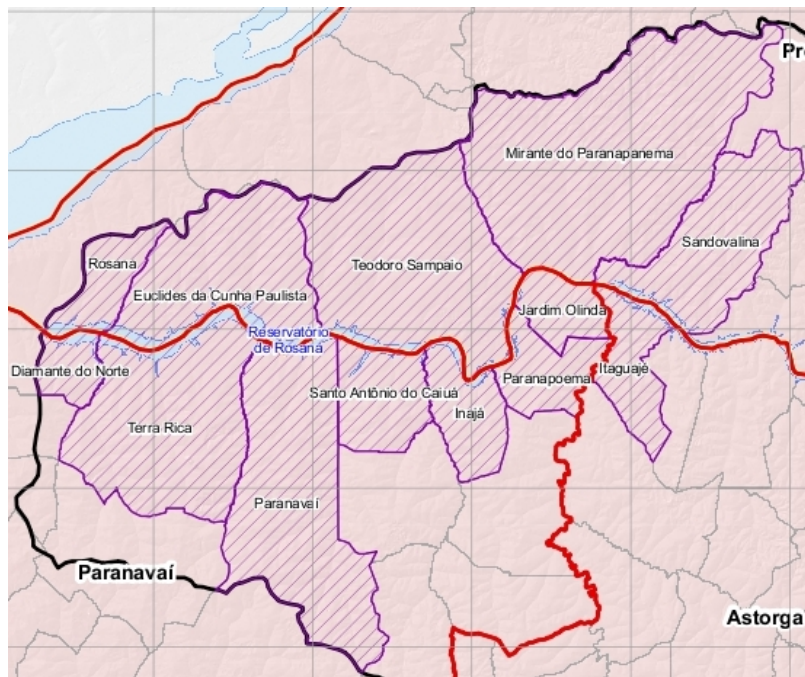 Pre
Mirante do Paranapanema
Sandovalina
Rosana
Teodoro Sampaio
Euclides da Cunha Paulista
Jardim Olinda
Reservatório
de Rosana
Diamante do Norte
Santo Antônio do Caiuá
Paranapoema
Itaguajé
Inajá
Terra Rica
Paranavaí
Paranavaí
Astorga